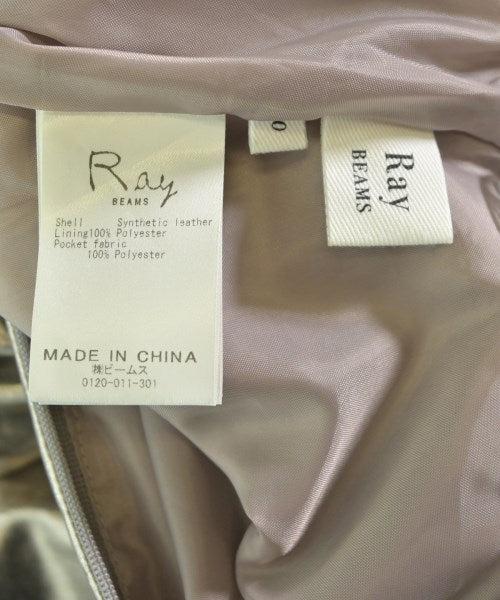 Ray
BEAMS
Shell Synthetic leather
Lining100% Polyester
Pocket fabric
100% Polyester
MADE IN CHINA
㈱ビームス
0120-011-301
0
Ray
BEAMS